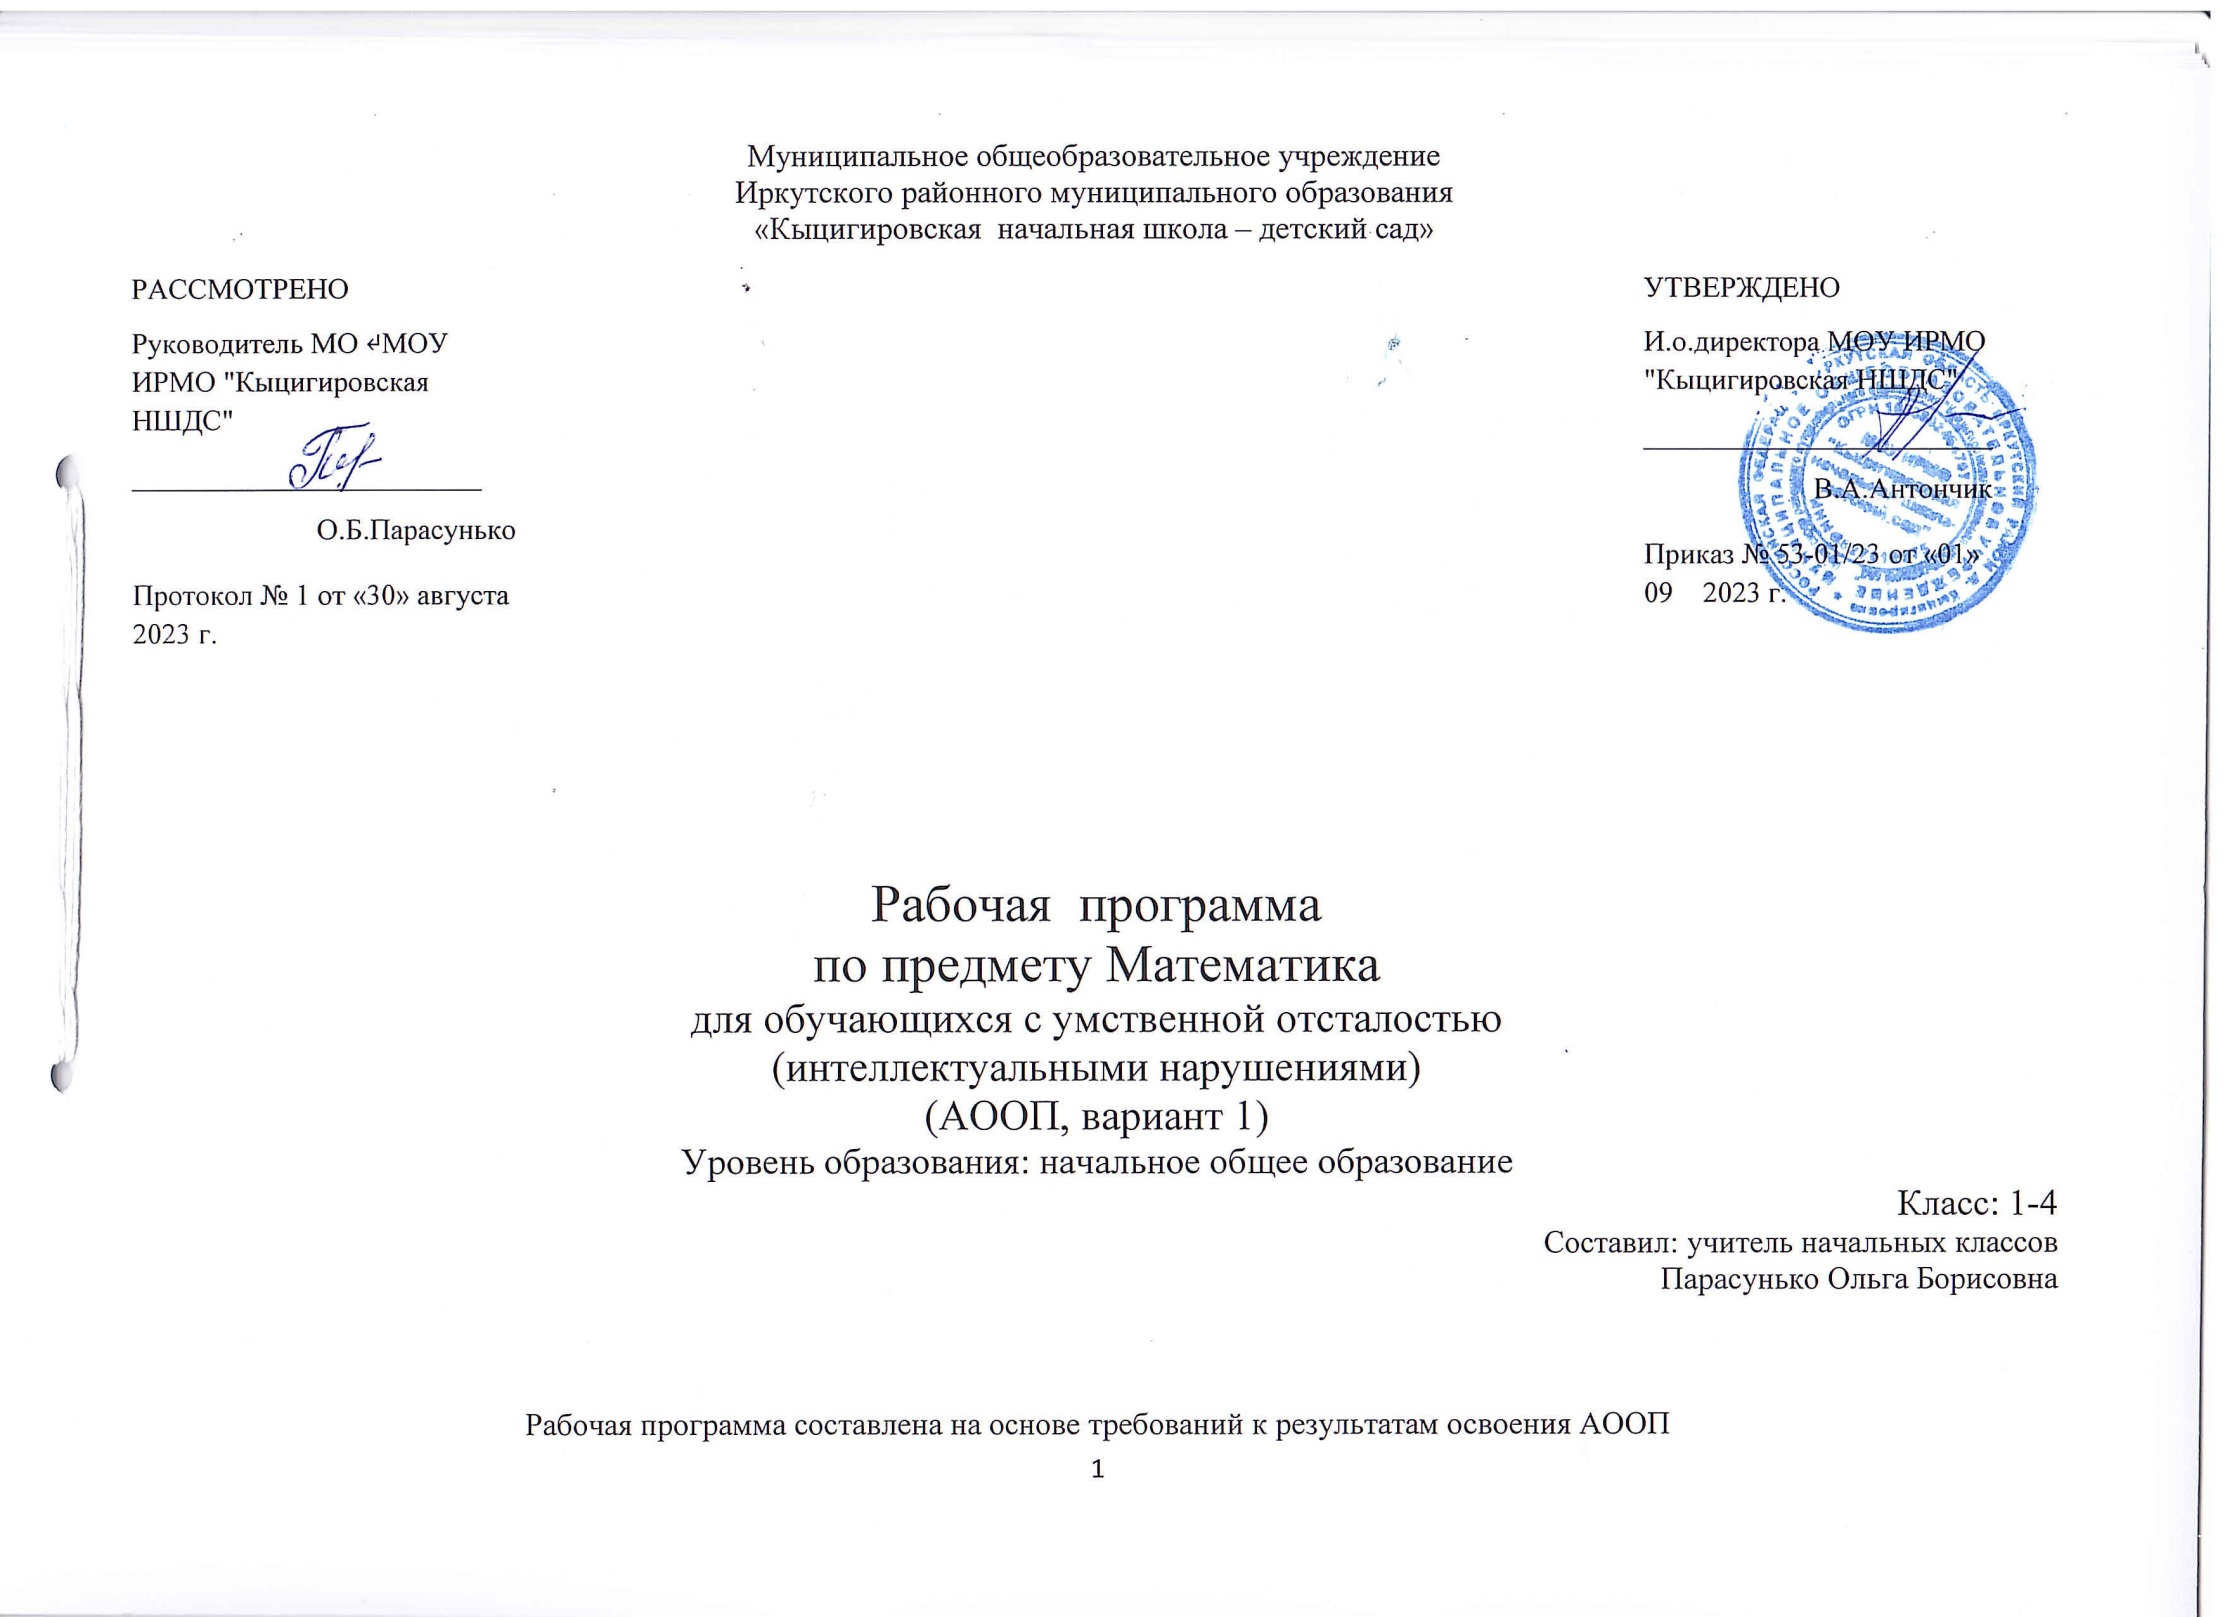 Муниципальное общеобразовательное учреждение
Иркутского районного муниципального образования
«Кыцигировская  начальная школа – детский сад»
РАССМОТРЕНО
Руководитель МО ↵МОУ
ИРМО "Кыцигировская
НШДС"
О.Б.Парасунько
Протокол № 1 от «30» августа
2023 г.
УТВЕРЖДЕНО
И.о.директора МОУ ИРМО
"Кыцигировская НШДС"
В.А.Антончик
Приказ № 53-01/23 от «01»
09    2023 г.
Рабочая  программа
по предмету Математика
для обучающихся с умственной отсталостью
(интеллектуальными нарушениями)
(АООП, вариант 1)
Уровень образования: начальное общее образование
Класс: 1-4
Составил: учитель начальных классов
Парасунько Ольга Борисовна
Рабочая программа составлена на основе требований к результатам освоения АООП
1